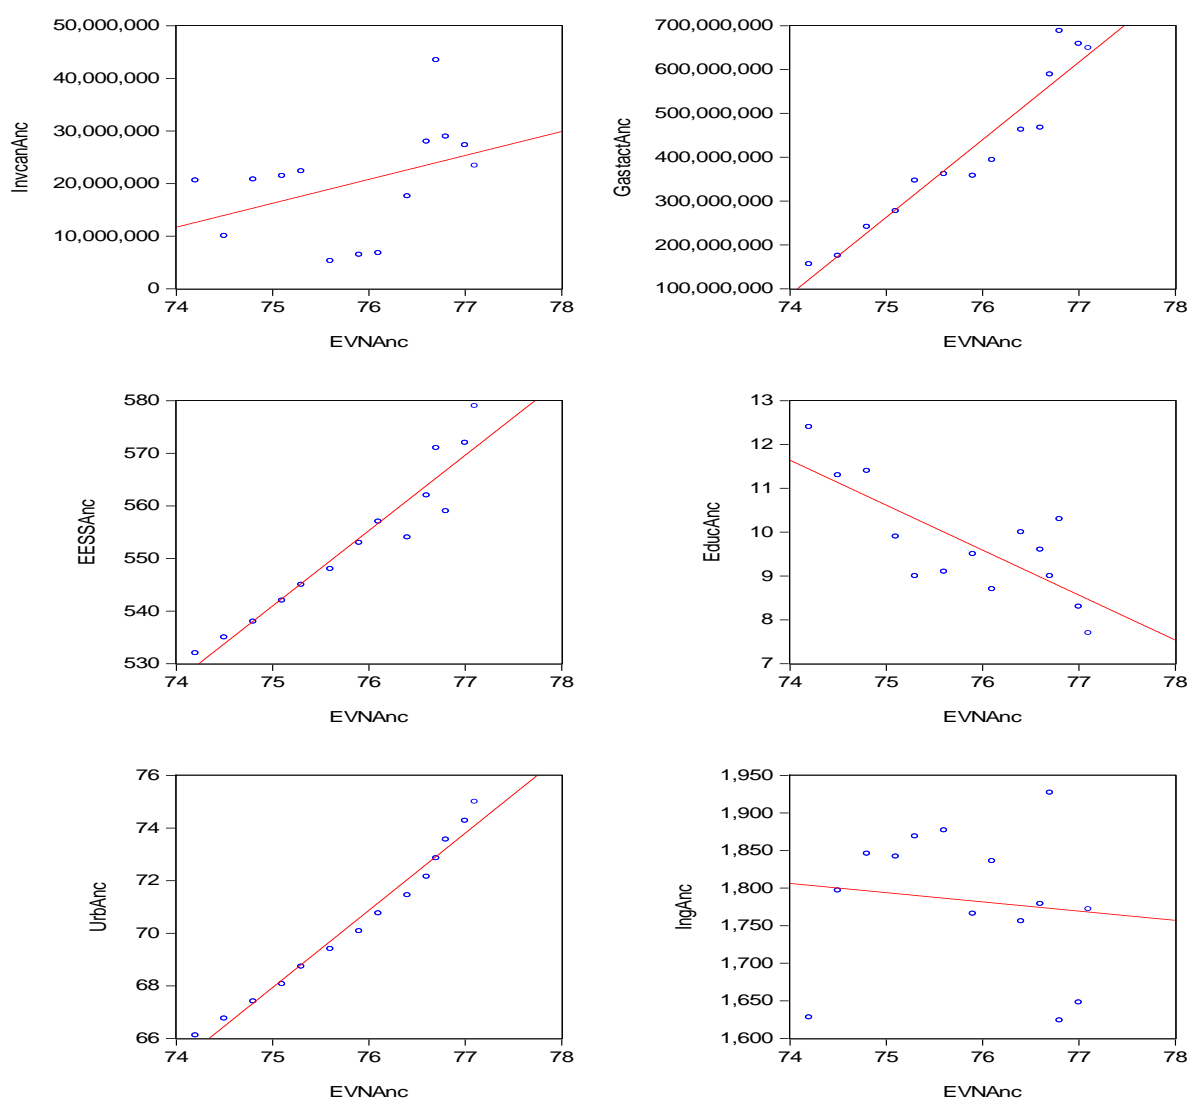 InvcanAnc
50,000,000
40,000,000
30,000,000
20,000,000
10,000,000
0
74 75 76 77 78
EVNAnc
GastactAnc
700,000,000
600,000,000
500,000,000
400,000,000
300,000,000
200,000,000
100,000,000
74 75 76 77 78
EVNAnc
EESSAnc
580
570
560
550
540
530
74 75 76 77 78
EVNAnc
EducAnc
13
12
11
10
9
8
7
74 75 76 77 78
EVNAnc
UrbAnc
76
74
72
70
68
66
74 75 76 77 78
EVNAnc
IngAnc
1,950
1,900
1,850
1,800
1,750
1,700
1,650
1,600
74 75 76 77 78
EVNAnc